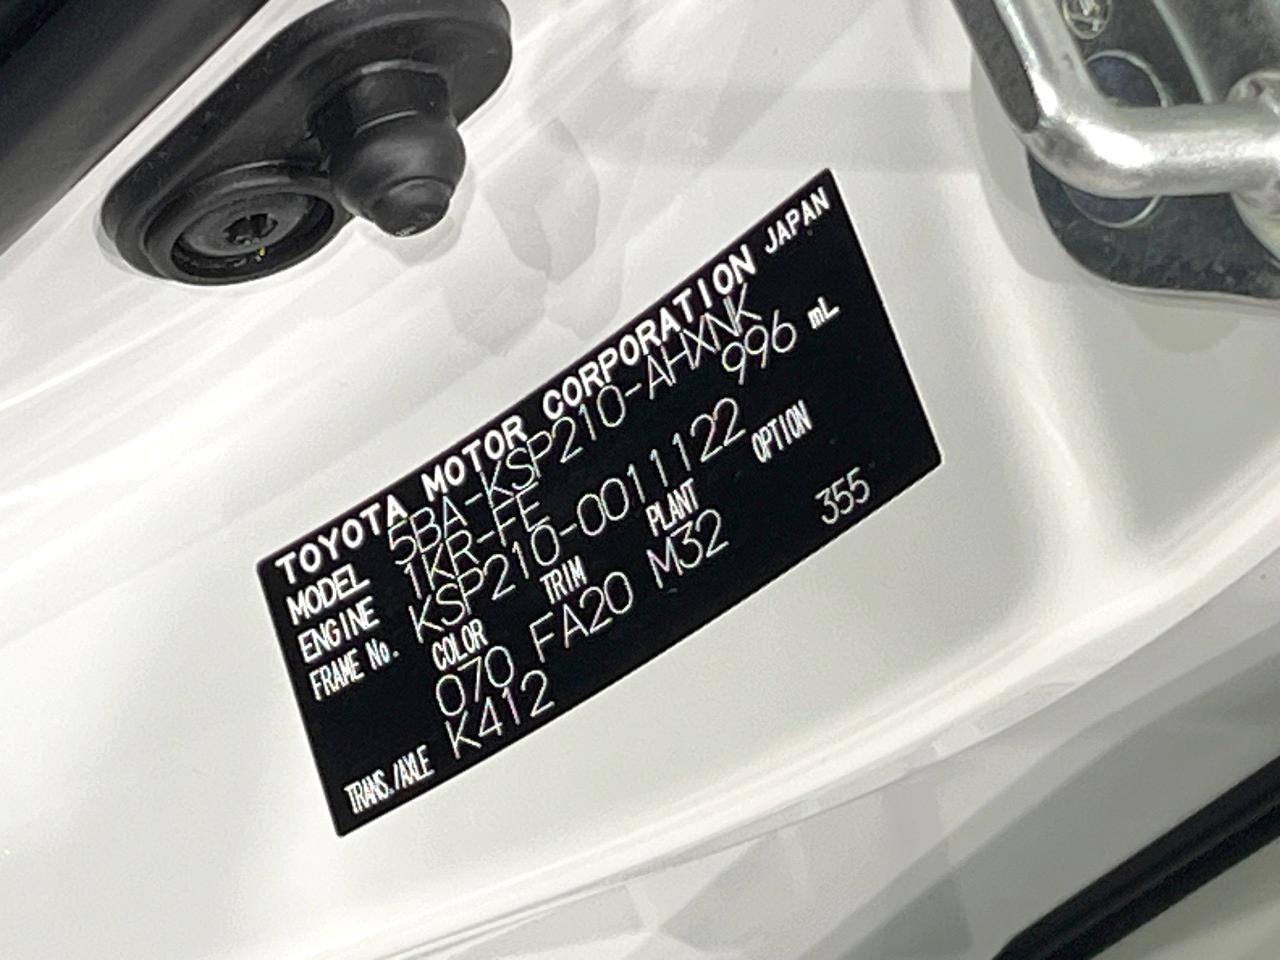 TOYOTA MOTOR CORPORATION JAPAN
MODEL 5BA-KSP210-AHXNK
ENGINE 1KR-FE 996 mL
FRAME No. KSP210-0011122
COLOR TRIM PLANT OPTION
070 FA20 M32 355
TRANS./AXLE K412